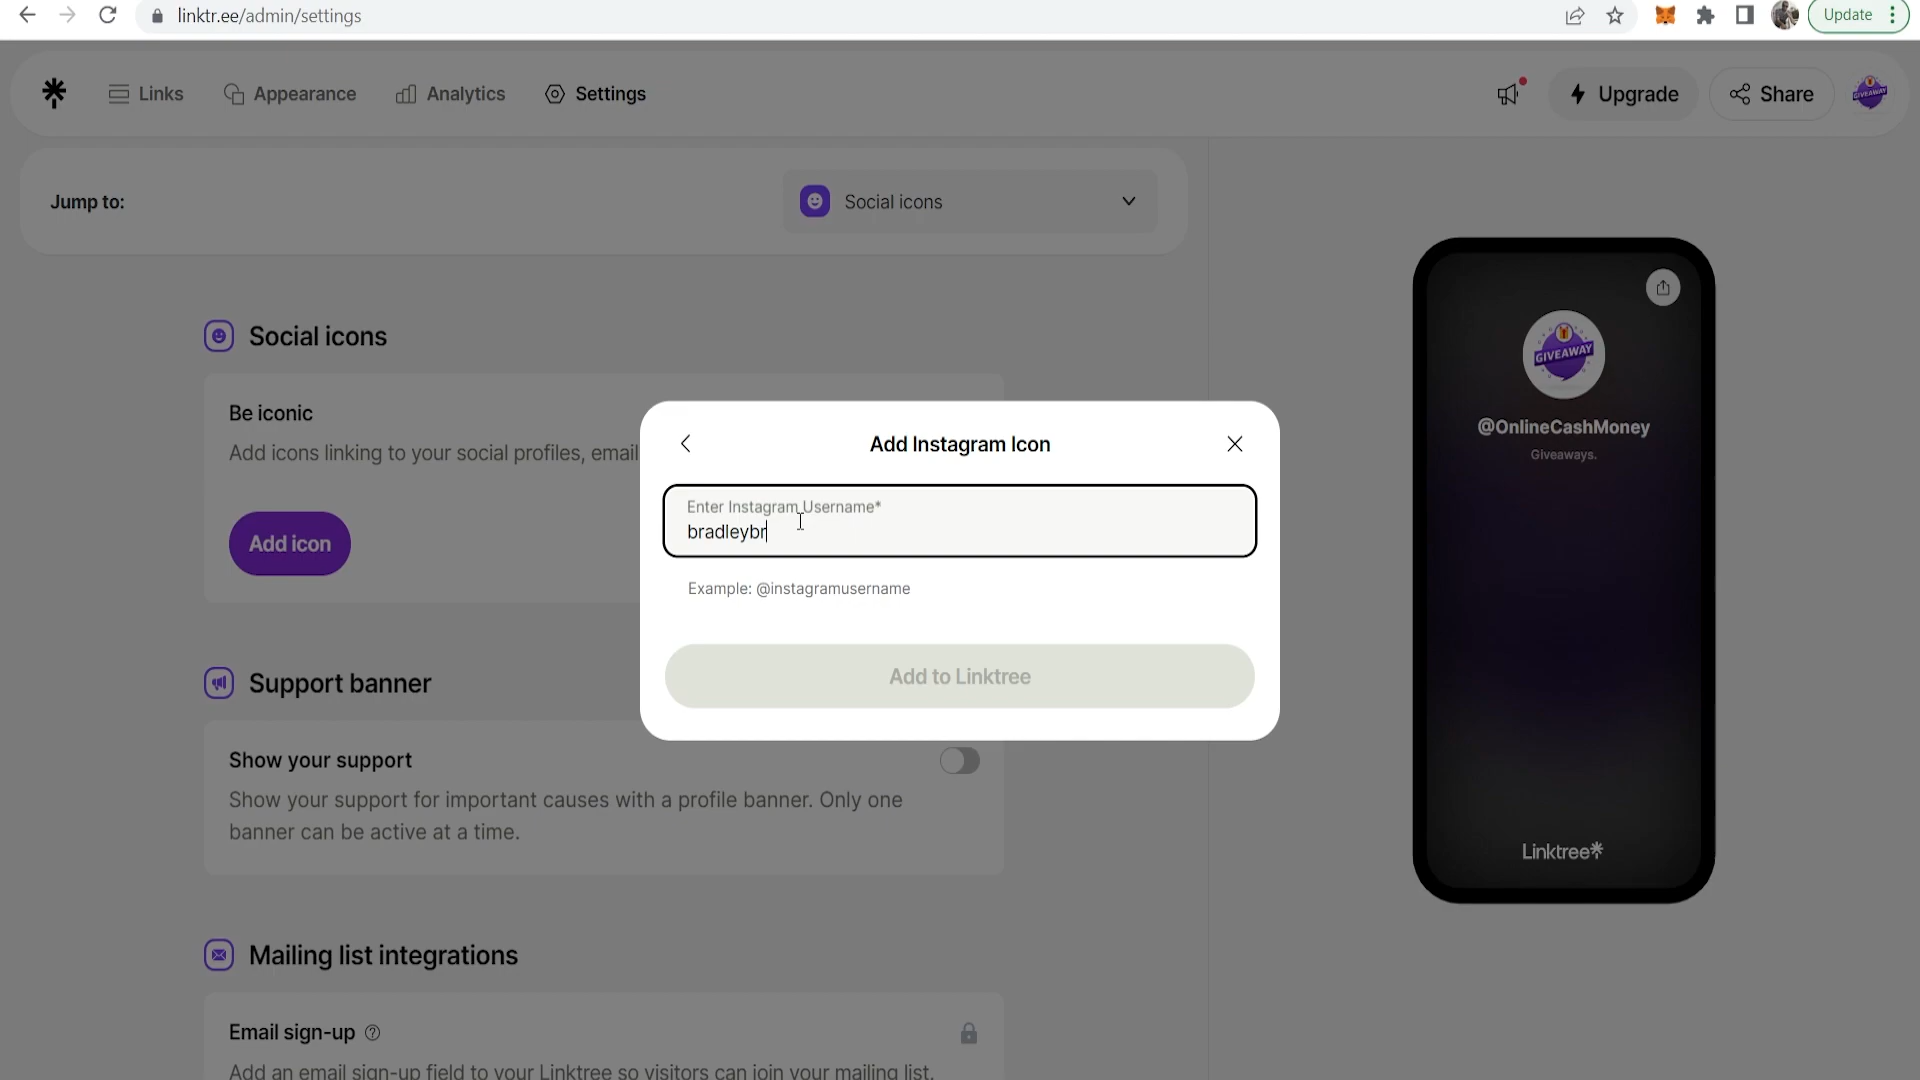 linktr.ee/admin/settings
Update
Links
Appearance
Analytics
Settings
Upgrade
Share
GIVEAWAY
Jump to:
Social icons
Social icons
Be iconic
Add icons linking to your social profiles, email
Add icon
Add Instagram Icon
Enter Instagram Username*
bradleybr
Example: @instagramusername
Add to Linktree
Support banner
Show your support
Show your support for important causes with a profile banner. Only one
banner can be active at a time.
Mailing list integrations
Email sign-up
Add an email sign-up field to your Linktree so visitors can join your mailing list.
GIVEAWAY
@OnlineCashMoney
Giveaways.
Linktree*